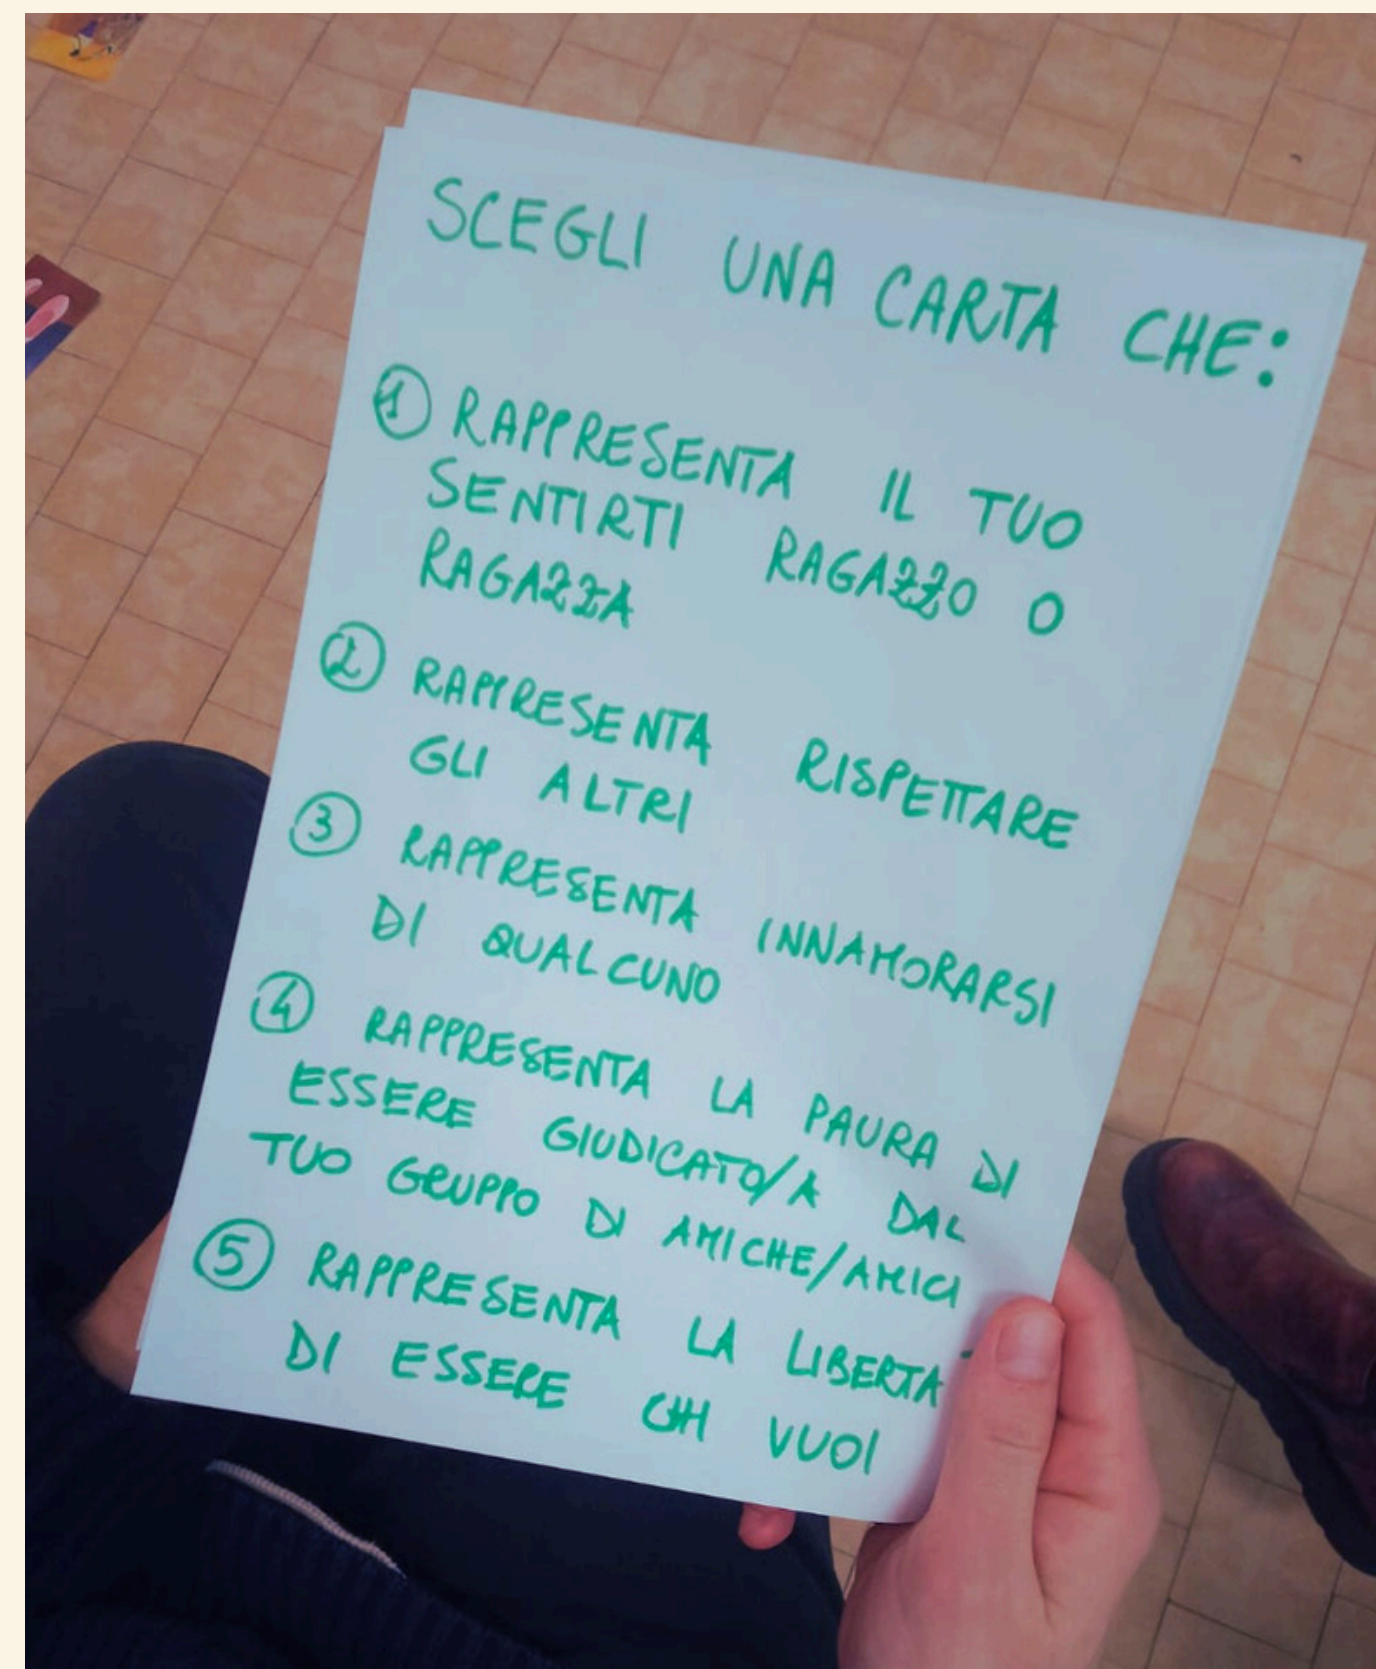 SCEGLI UNA CARTA CHE:
① RAPPRESENTA IL TUO
SENTIRTI RAGAZZO O
RAGAZZA
② RAPPRESENTA RISPETTARE
GLI ALTRI
③ RAPPRESENTA INNAMORARSI
DI QUALCUNO
④ RAPPRESENTA LA PAURA DI
ESSERE GIUDICATO/A DAL
TUO GRUPPO DI AMICHE/AMICI
⑤ RAPPRESENTA LA LIBERTA'
DI ESSERE CHI VUOI